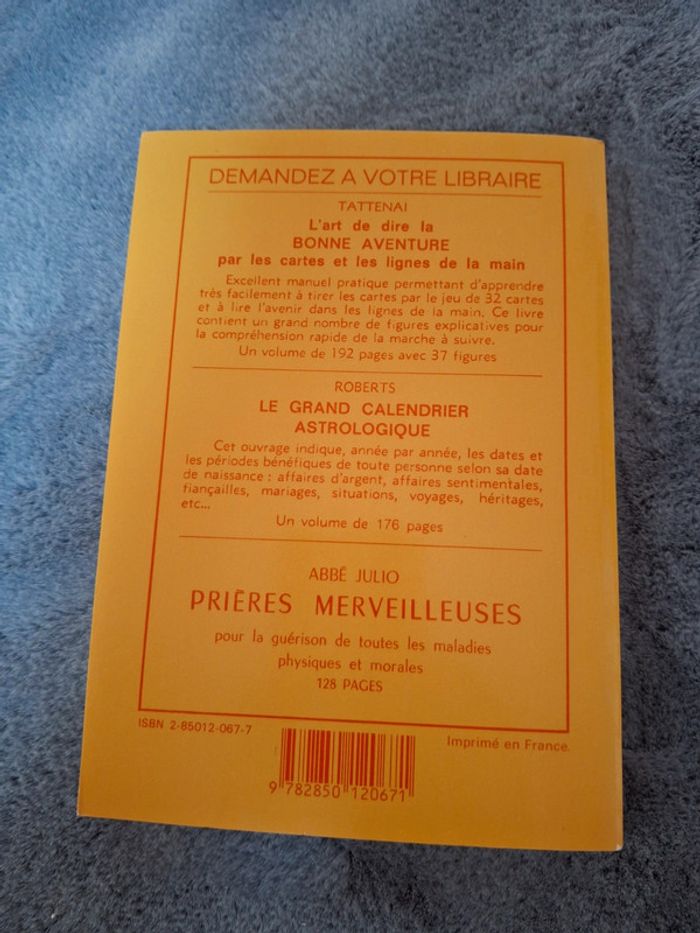 DEMANDEZ A VOTRE LIBRAIRE
TATTENAI
L'art de dire la
BONNE AVENTURE
par les cartes et les lignes de la main
Excellent manuel pratique permettant d'apprendre
très facilement à tirer les cartes par le jeu de 32 cartes
et à lire l'avenir dans les lignes de la main. Ce livre
contient un grand nombre de figures explicatives pour
la compréhension rapide de la marche à suivre.
Un volume de 192 pages avec 37 figures
ROBERTS
LE GRAND CALENDRIER
ASTROLOGIQUE
Cet ouvrage indique, année par année, les dates et
les périodes bénéfiques de toute personne selon sa date
de naissance : affaires d'argent, affaires sentimentales,
fiançailles, mariages, situations, voyages, héritages,
etc...
Un volume de 176 pages
ABBÉ JULIO
PRIÈRES MERVEILLEUSES
pour la guérison de toutes les maladies
physiques et morales
128 PAGES
ISBN 2-85012-067-7
Imprimé en France
9 782850 120671